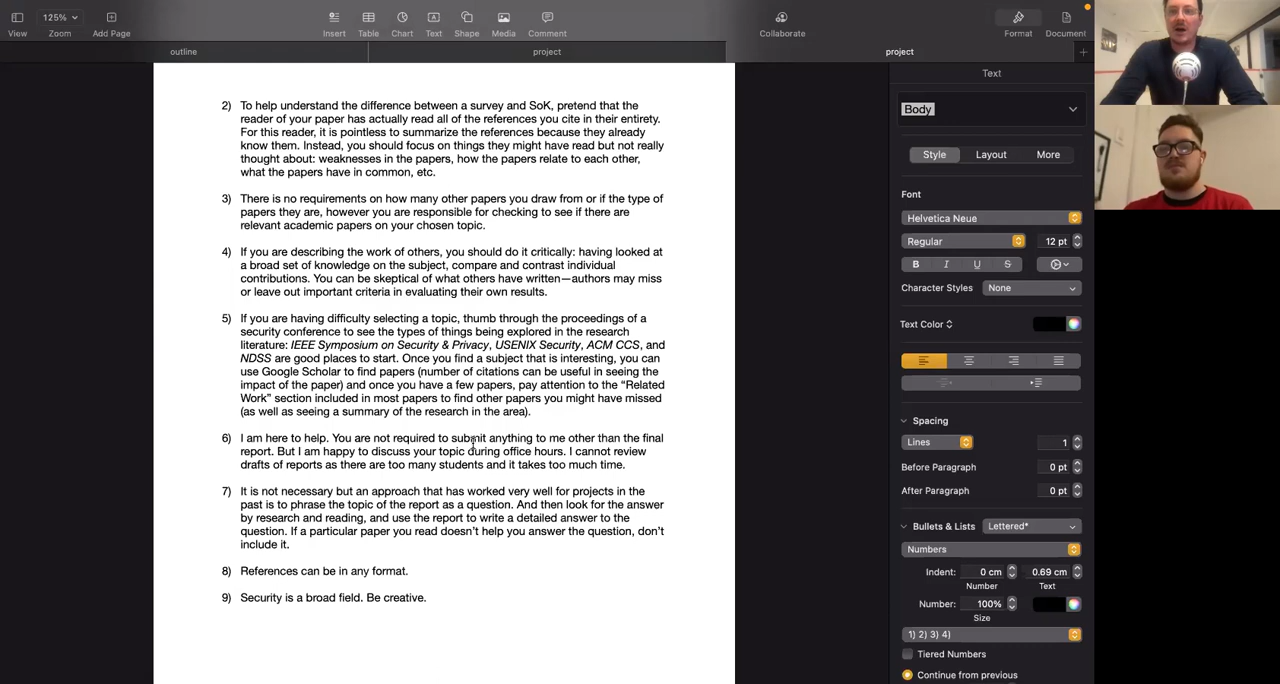 125%
View
Zoom
Add Page
Insert
Table
Chart
Text
Shape
Media
Comment
Collaborate
Format
Document
outline
project
project
2) To help understand the difference between a survey and SoK, pretend that the
reader of your paper has actually read all of the references you cite in their entirety.
For this reader, it is pointless to summarize the references because they already
know them. Instead, you should focus on things they might have read but not really
thought about: weaknesses in the papers, how the papers relate to each other,
what the papers have in common, etc.
3) There is no requirements on how many other papers you draw from or if the type of
papers they are, however you are responsible for checking to see if there are
relevant academic papers on your chosen topic.
4) If you are describing the work of others, you should do it critically: having looked at
a broad set of knowledge on the subject, compare and contrast individual
contributions. You can be skeptical of what others have written—authors may miss
or leave out important criteria in evaluating their own results.
5) If you are having difficulty selecting a topic, thumb through the proceedings of a
security conference to see the types of things being explored in the research
literature: IEEE Symposium on Security & Privacy, USENIX Security, ACM CCS, and
NDSS are good places to start. Once you find a subject that is interesting, you can
use Google Scholar to find papers (number of citations can be useful in seeing the
impact of the paper) and once you have a few papers, pay attention to the “Related
Work” section included in most papers to find other papers you might have missed
(as well as seeing a summary of the research in the area).
6) I am here to help. You are not required to submit anything to me other than the final
report. But I am happy to discuss your topic during office hours. I cannot review
drafts of reports as there are too many students and it takes too much time.
7) It is not necessary but an approach that has worked very well for projects in the
past is to phrase the topic of the report as a question. And then look for the answer
by research and reading, and use the report to write a detailed answer to the
question. If a particular paper you read doesn’t help you answer the question, don’t
include it.
8) References can be in any format.
9) Security is a broad field. Be creative.
Text
Body
Style
Layout
More
Font
Helvetica Neue
Regular
12 pt
B I U S
Character Styles
None
Text Color
Spacing
Lines
1
Before Paragraph
0 pt
After Paragraph
0 pt
Bullets & Lists
Lettered*
Numbers
Indent:
0 cm
0.69 cm
Number
Text
Number:
100%
Size
1) 2) 3) 4)
Tiered Numbers
Continue from previous